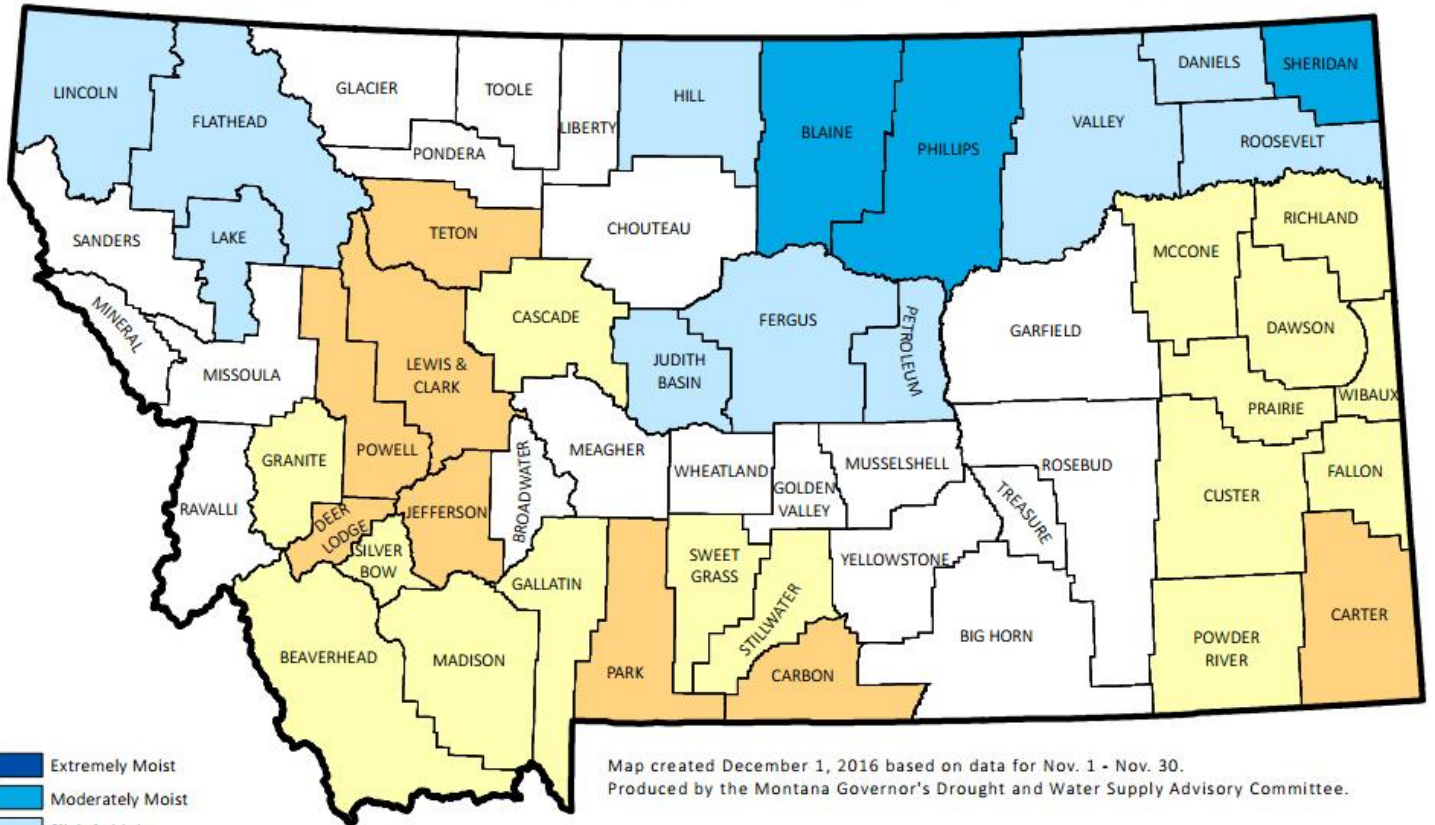 LINCOLN
FLATHEAD
GLACIER
TOOLE
LIBERTY
HILL
BLAINE
PHILLIPS
VALLEY
DANIELS
SHERIDAN
ROOSEVELT
PONDERA
SANDERS
LAKE
TETON
CHOUTEAU
MCCONE
RICHLAND
MINERAL
MISSOULA
CASCADE
LEWIS &
CLARK
JUDITH
BASIN
FERGUS
PETROLEUM
GARFIELD
DAWSON
WIBAUX
PRAIRIE
GRANITE
POWELL
RAVALLI
DEER
LODGE
JEFFERSON
BROADWATER
MEAGHER
WHEATLAND
GOLDEN
VALLEY
MUSSELSHELL
ROSEBUD
TREASURE
CUSTER
FALLON
SILVER
BOW
GALLATIN
SWEET
GRASS
STILLWATER
YELLOWSTONE
BEAVERHEAD
MADISON
PARK
CARBON
BIG HORN
POWDER
RIVER
CARTER
Extremely Moist
Moderately Moist
Map created December 1, 2016 based on data for Nov. 1 - Nov. 30.
Produced by the Montana Governor's Drought and Water Supply Advisory Committee.